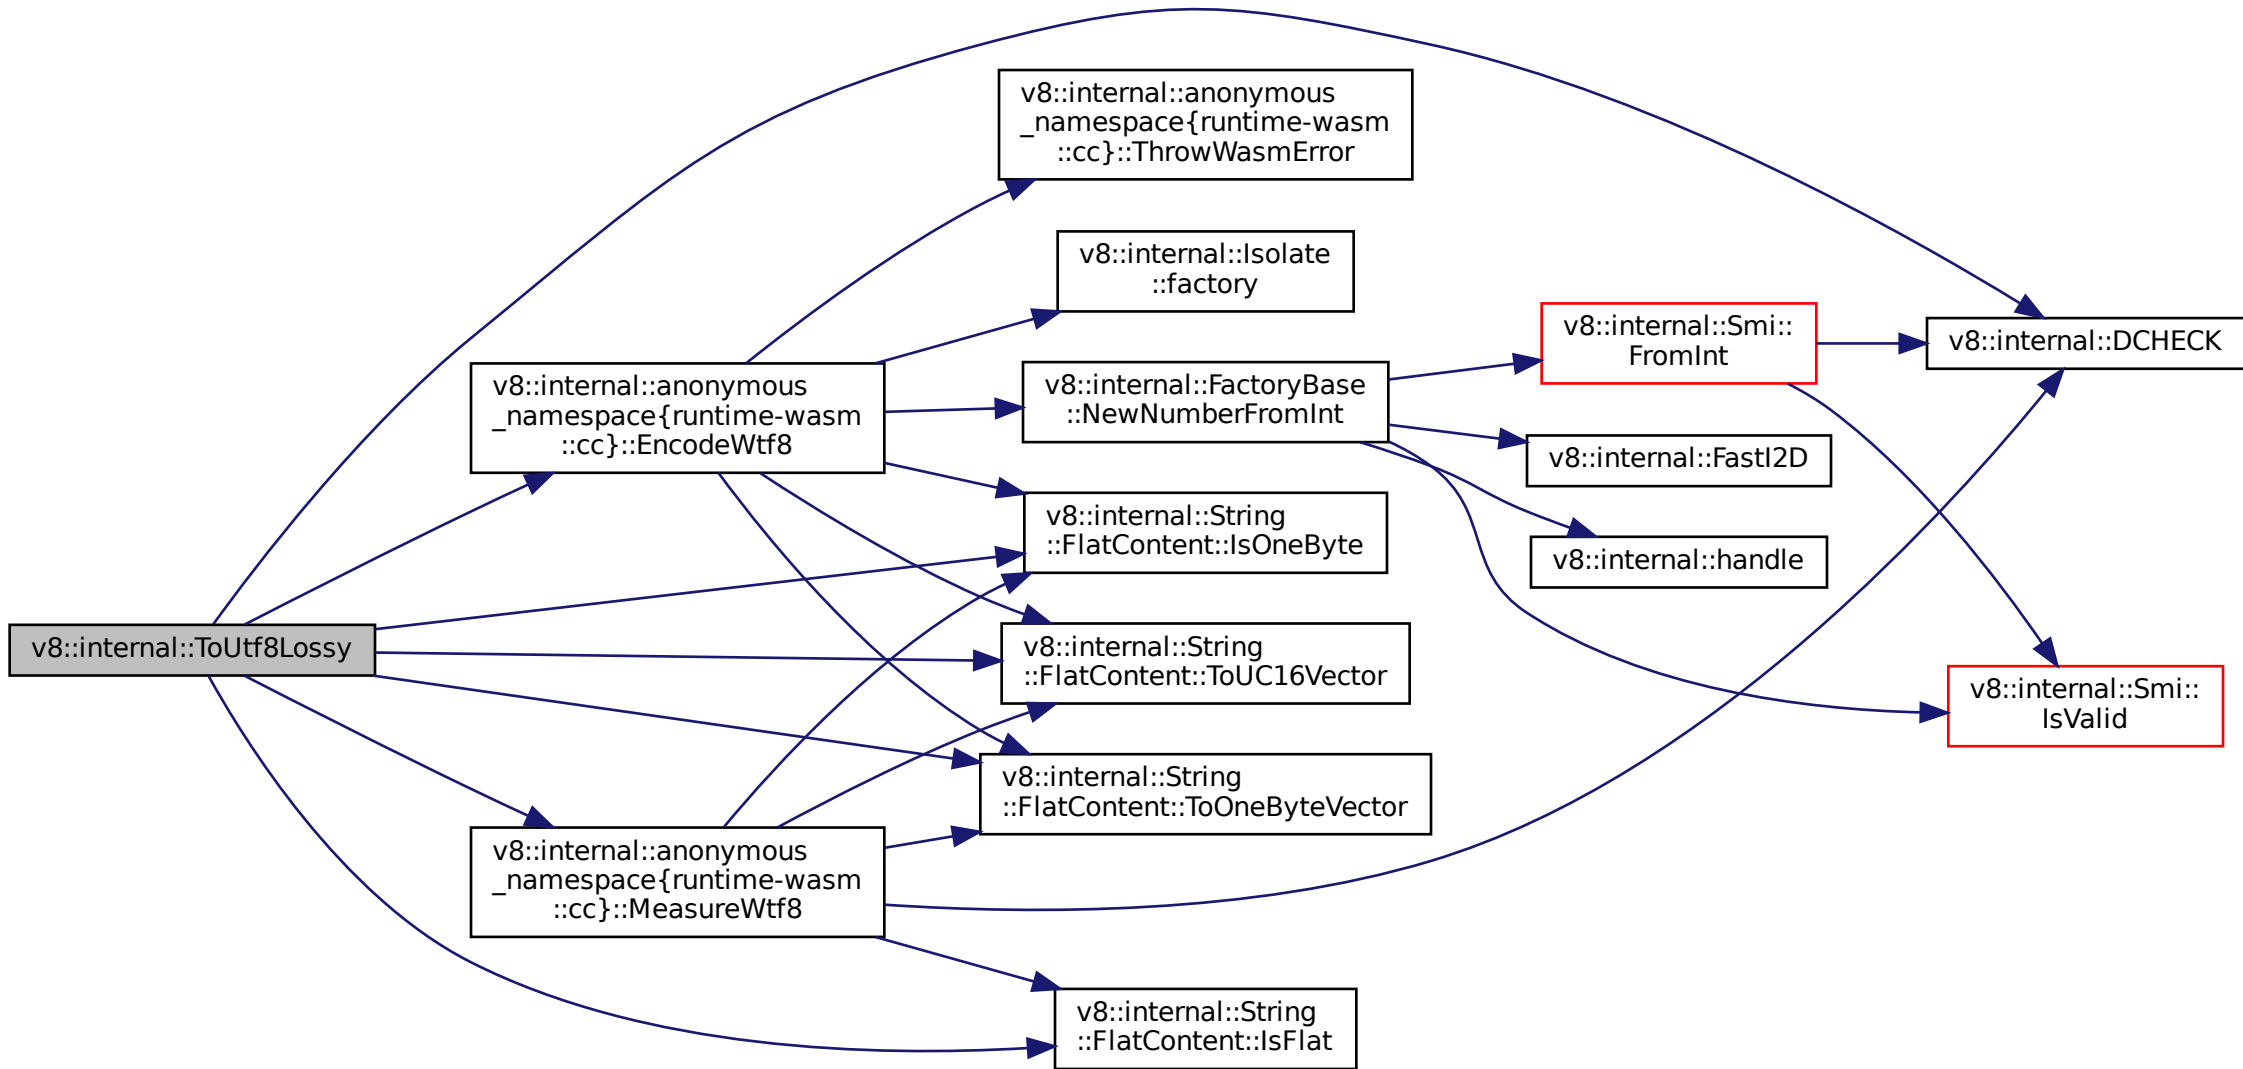 v8::internal::ToUtf8Lossy
v8::internal::anonymous
_namespace{runtime-wasm
::cc}::EncodeWtf8
v8::internal::anonymous
_namespace{runtime-wasm
::cc}::MeasureWtf8
v8::internal::anonymous
_namespace{runtime-wasm
::cc}::ThrowWasmError
v8::internal::Isolate
::factory
v8::internal::FactoryBase
::NewNumberFromInt
v8::internal::String
::FlatContent::IsOneByte
v8::internal::String
::FlatContent::ToUC16Vector
v8::internal::String
::FlatContent::ToOneByteVector
v8::internal::String
::FlatContent::IsFlat
v8::internal::Smi::
FromInt
v8::internal::FastI2D
v8::internal::handle
v8::internal::DCHECK
v8::internal::Smi::
IsValid